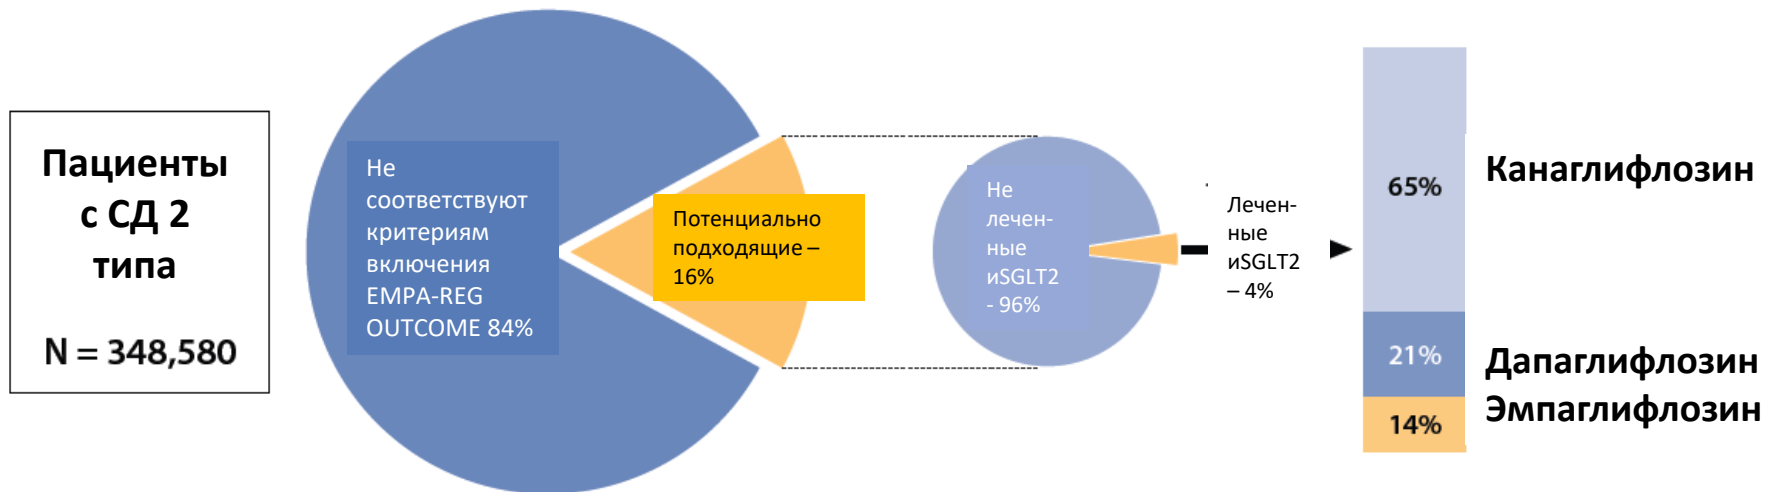 Пациенты
с СД 2
типа
N = 348,580
Не
соответствуют
критериям
включения
EMPA-REG
OUTCOME 84%
Потенциально
подходящие –
16%
Не
лечен-
ные
иSGLT2
- 96%
Лечен-
ные
иSGLT2
– 4%
65%
21%
14%
Канаглифлозин
Дапаглифлозин
Эмпаглифлозин